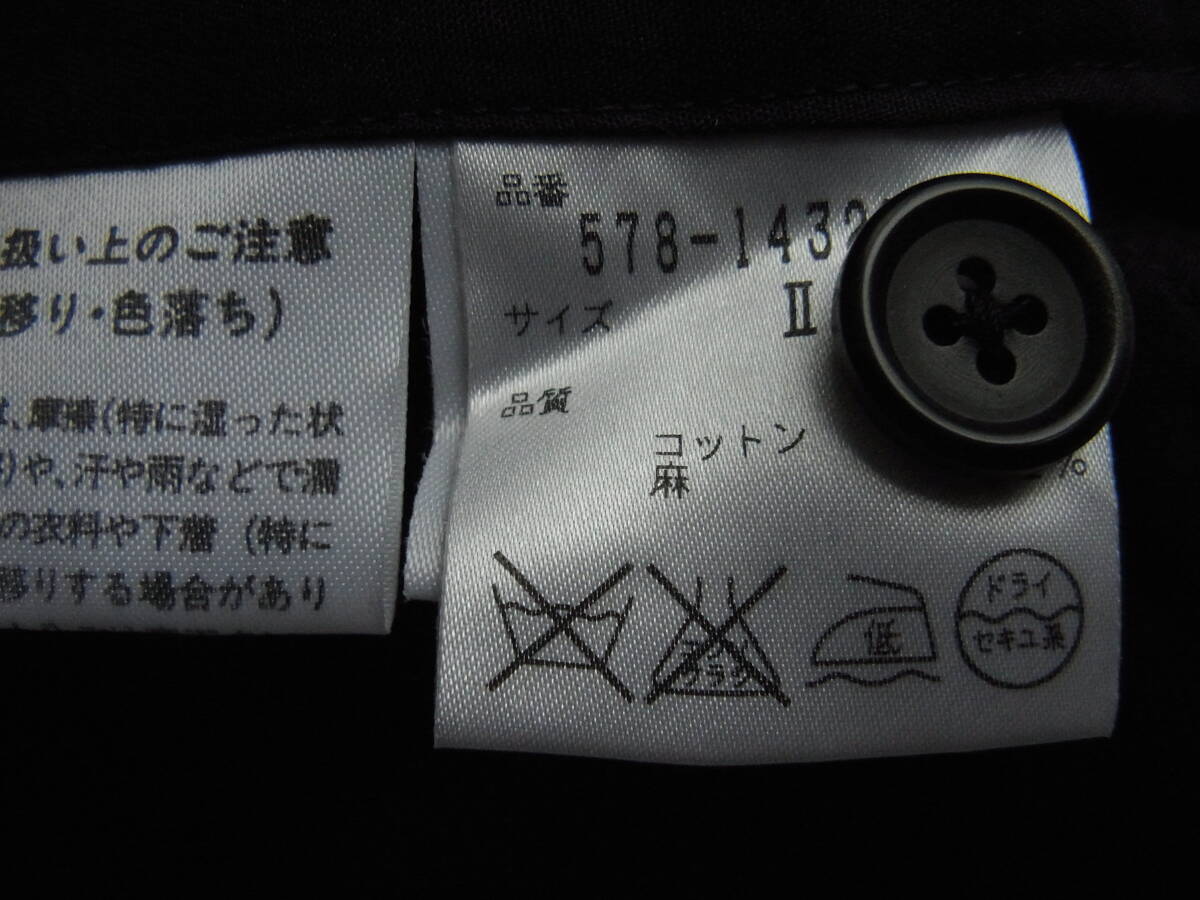 扱い上のご注意
移り・色落ち)
、摩擦(特に湿った状
りや、汗や雨などで濡
の衣料や下着 (特に
移りする場合があり
品番
578-143
サイズ
II
品質
コットン
麻
%
低
ドライ
セキユ系